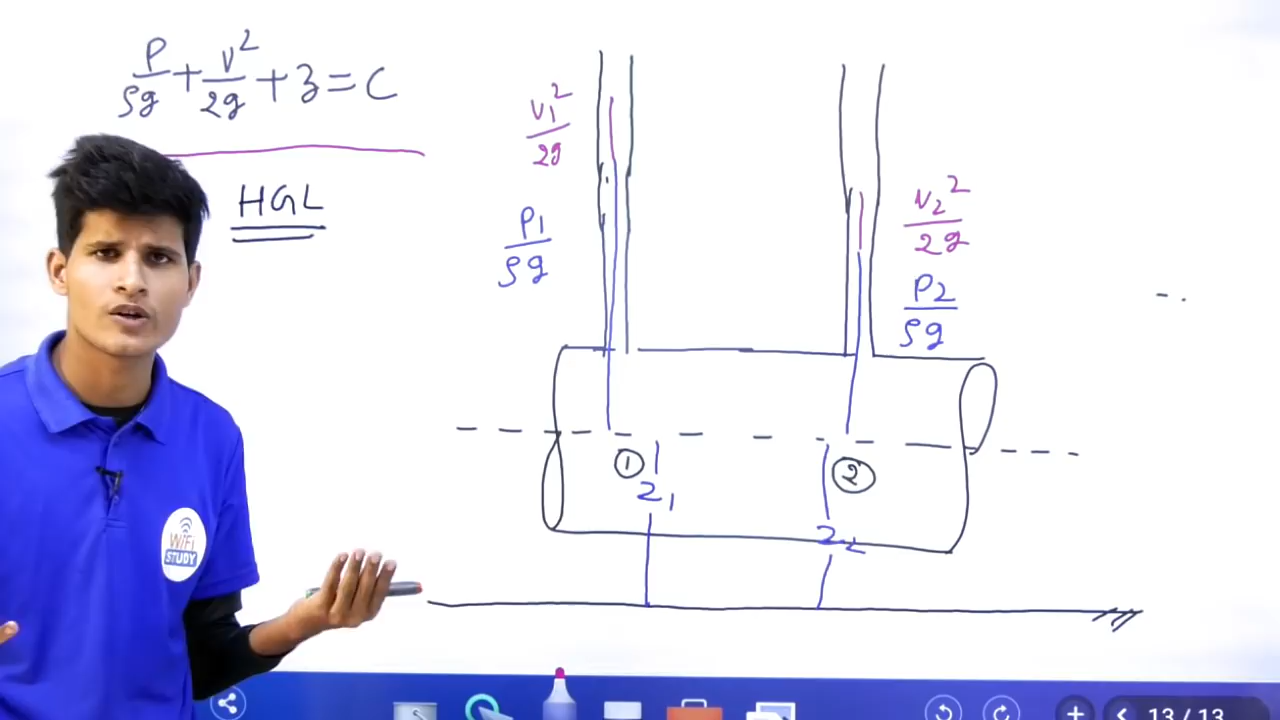 P/ρg + V²/2g + z = C
HGL
V₁²/2g
P₁/ρg
V₂²/2g
P₂/ρg
①
②
Z₁
Z₂
WiFi
STUDY
13 / 13